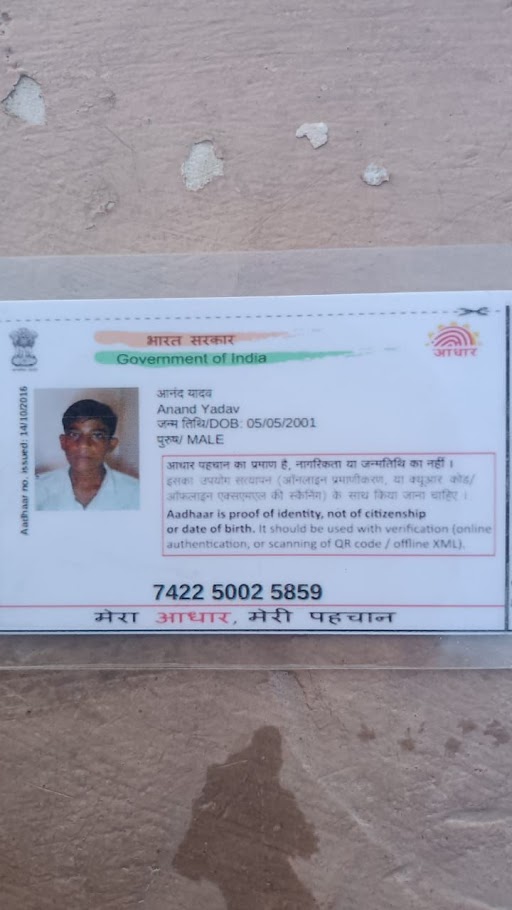 भारत सरकार
Government of India
आधार
Aadhaar no. issued: 14/10/2016
आनंद यादव
Anand Yadav
जन्म तिथि/DOB: 05/05/2001
पुरुष/ MALE
आधार पहचान का प्रमाण है, नागरिकता या जन्मतिथि का नहीं ।
इसका उपयोग सत्यापन (ऑनलाइन प्रमाणीकरण, या क्यूआर कोड/
ऑफलाइन एक्सएमएल की स्कैनिंग) के साथ किया जाना चाहिए ।
Aadhaar is proof of identity, not of citizenship
or date of birth. It should be used with verification (online
authentication, or scanning of QR code / offline XML).
7422 5002 5859
मेरा आधार, मेरी पहचान